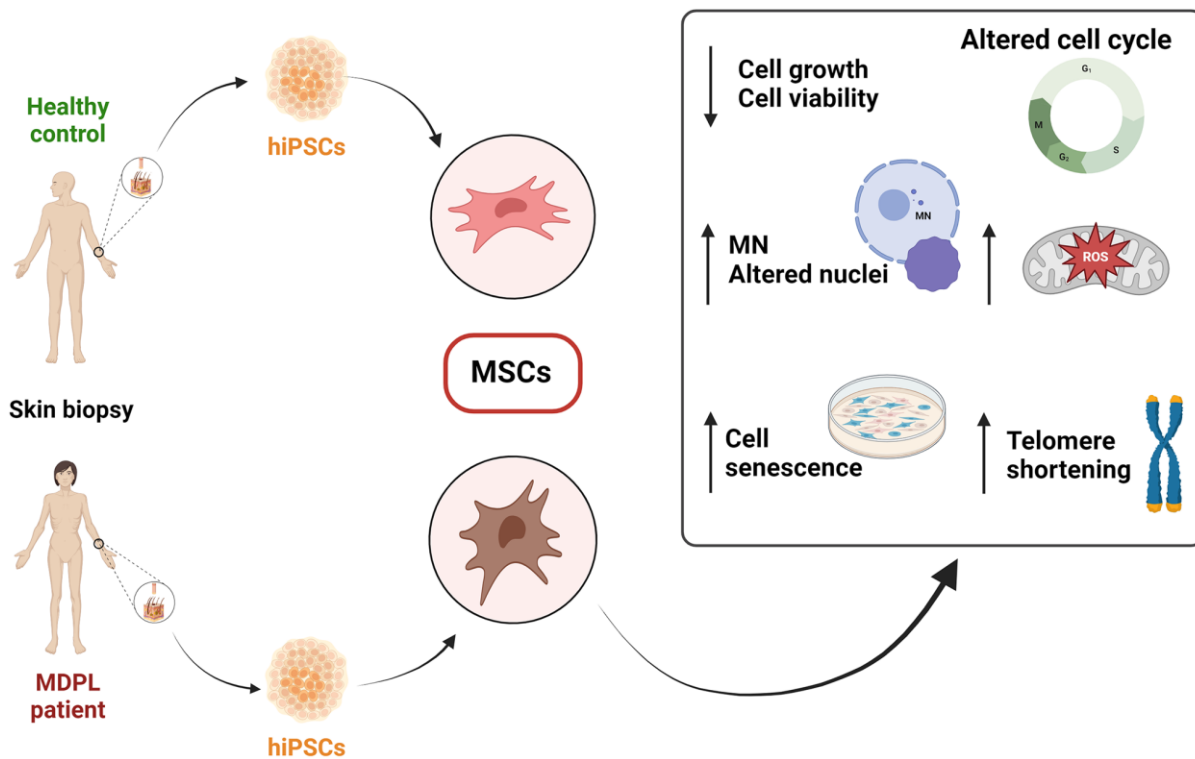 Healthy
control
hiPSCs
Skin biopsy
MSCs
MDPL
patient
hiPSCs
Cell growth
Cell viability
Altered cell cycle
G₁
M
G₂
S
MN
MN
Altered nuclei
ROS
Cell
senescence
Telomere
shortening